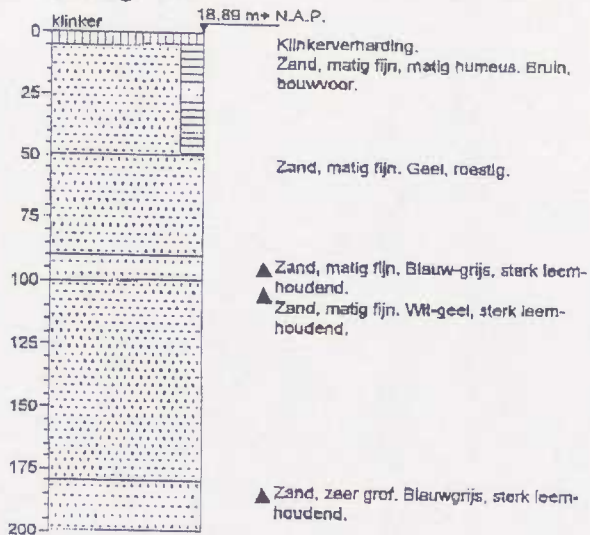 klinker
18,89 m+ N.A.P.
0
Klinkerverharding.
Zand, matig fijn, matig humeus. Bruin,
bouwvoor.
25
50
Zand, matig fijn. Geel, roestig.
75
Zand, matig fijn. Blauw-grijs, sterk leem-
houdend.
100
Zand, matig fijn. Wit-geel, sterk leem-
houdend.
125
150
175
Zand, zeer grof. Blauwgrijs, sterk leem-
houdend.
200